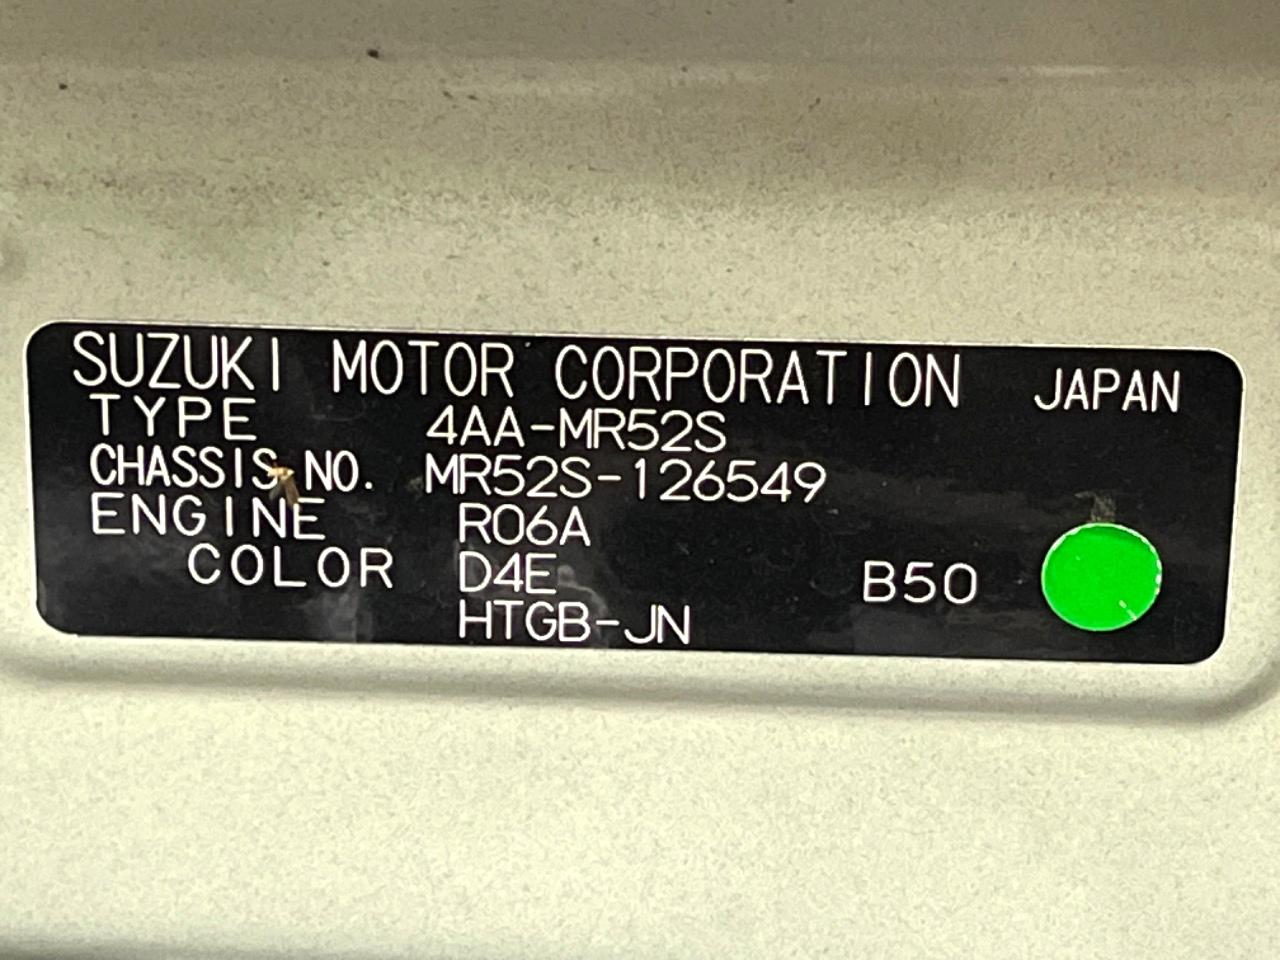 SUZUKI MOTOR CORPORATION JAPAN
TYPE 4AA-MR52S
CHASSIS NO. MR52S-126549
ENGINE R06A
COLOR D4E B50
HTGB-JN